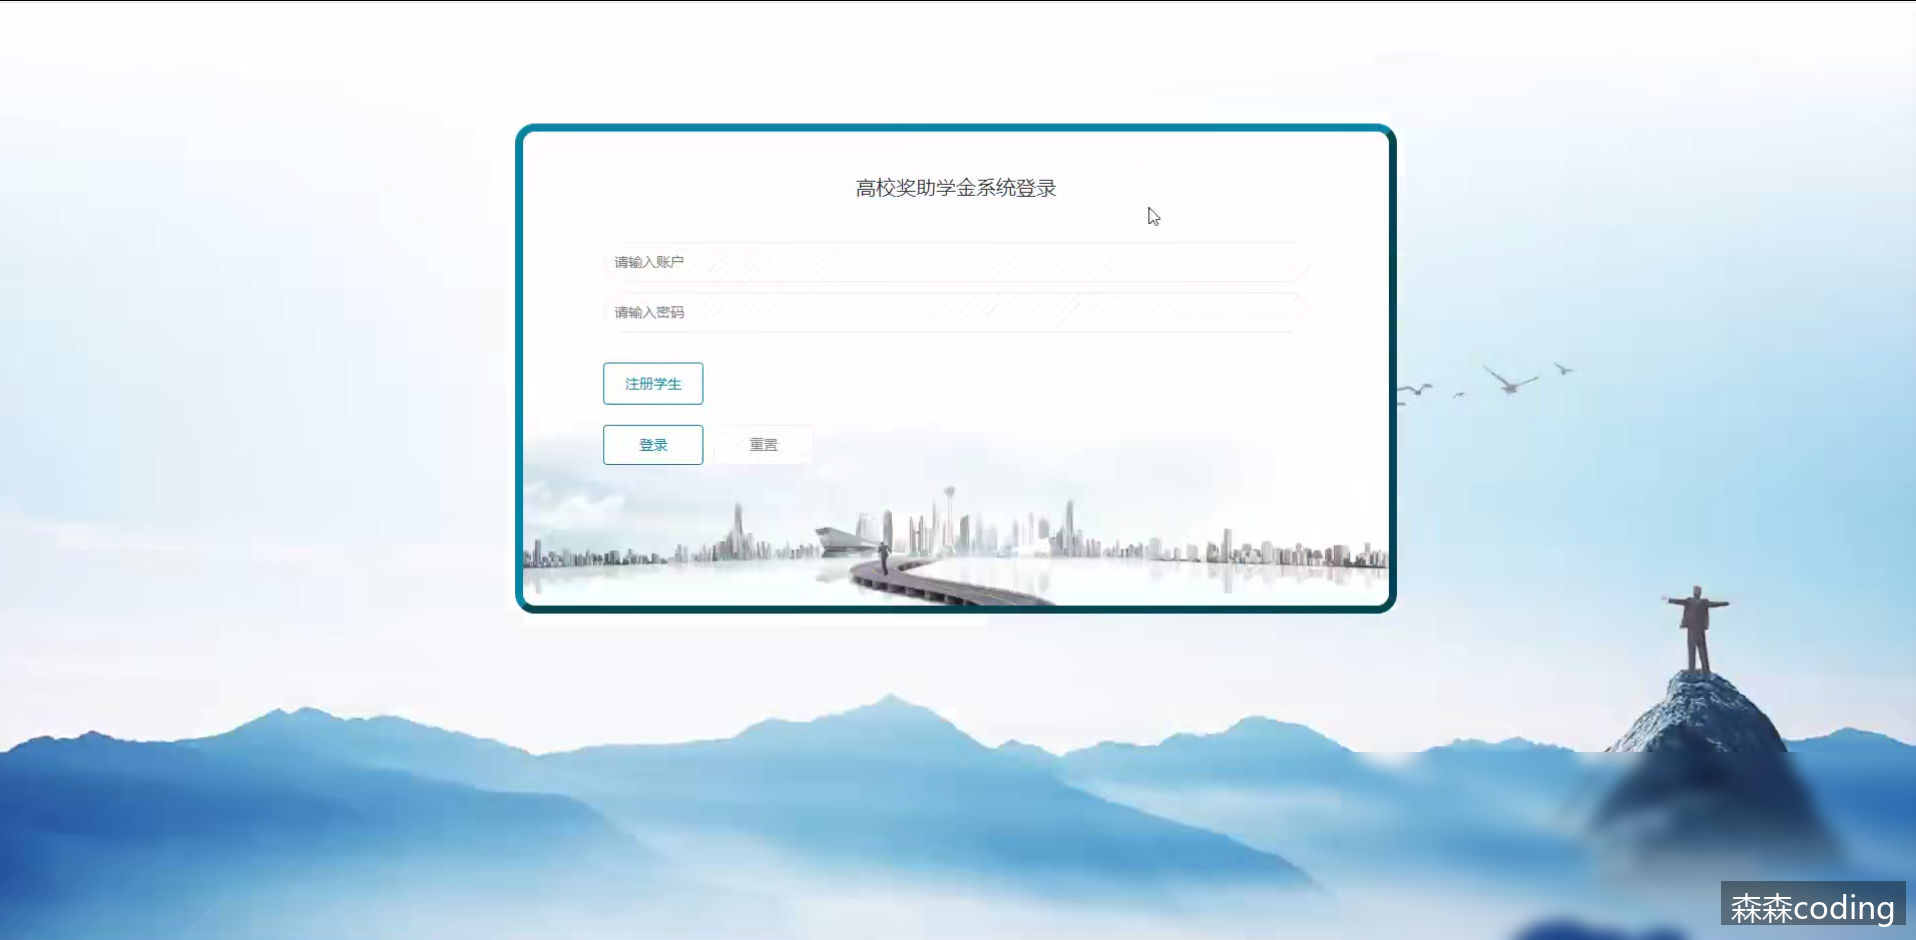 高校奖助学金系统登录
请输入账户
请输入密码
注册学生
登录
重置
森森coding